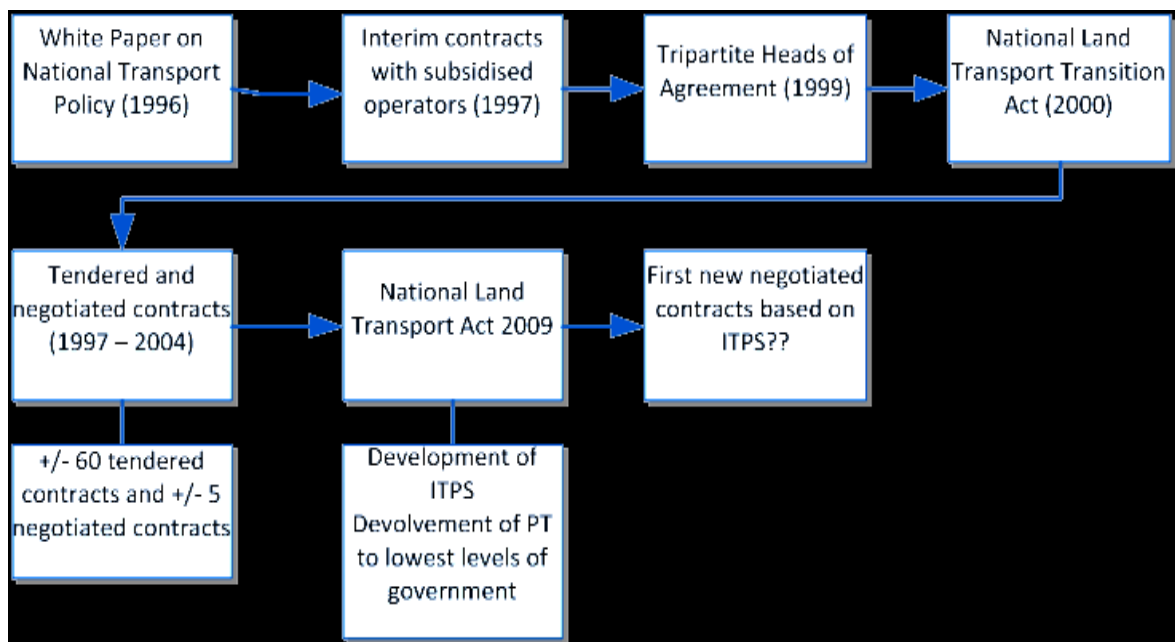 White Paper on
National Transport
Policy (1996)
Interim contracts
with subsidised
operators (1997)
Tripartite Heads of
Agreement (1999)
National Land
Transport Transition
Act (2000)
Tendered and
negotiated contracts
(1997 – 2004)
National Land
Transport Act 2009
First new negotiated
contracts based on
ITPS??
+/- 60 tendered
contracts and +/- 5
negotiated contracts
Development of
ITPS
Devolvement of PT
to lowest levels of
government